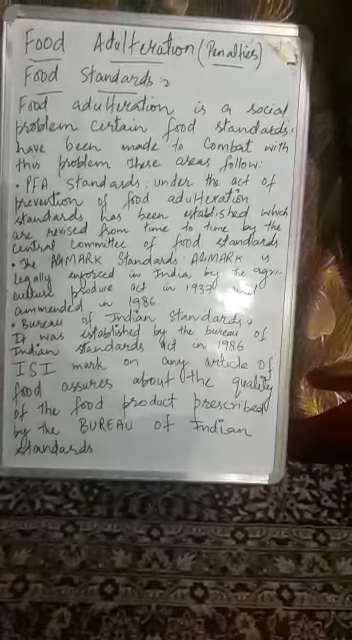 Food Adulteration (Penalties)
Food Standards :
Food adulteration is a social
problem certain food standards.
have been made to combat with
this problem these areas follow:
• PFA standards. under the act of
prevention of food adulteration
standards has been established which
are revised from time to time by the
central committee of food standards
• The AGMARK Standards : AGMARK is
legally enforced in India by the agri-
culture produce act in 1937 and
ammended in 1986.
• Bureau of Indian Standards.
It was established by the bureau of
Indian standards act in 1986
ISI mark on any article of
food assures about the quality
of the food product prescribed
by the BUREAU of Indian
standards